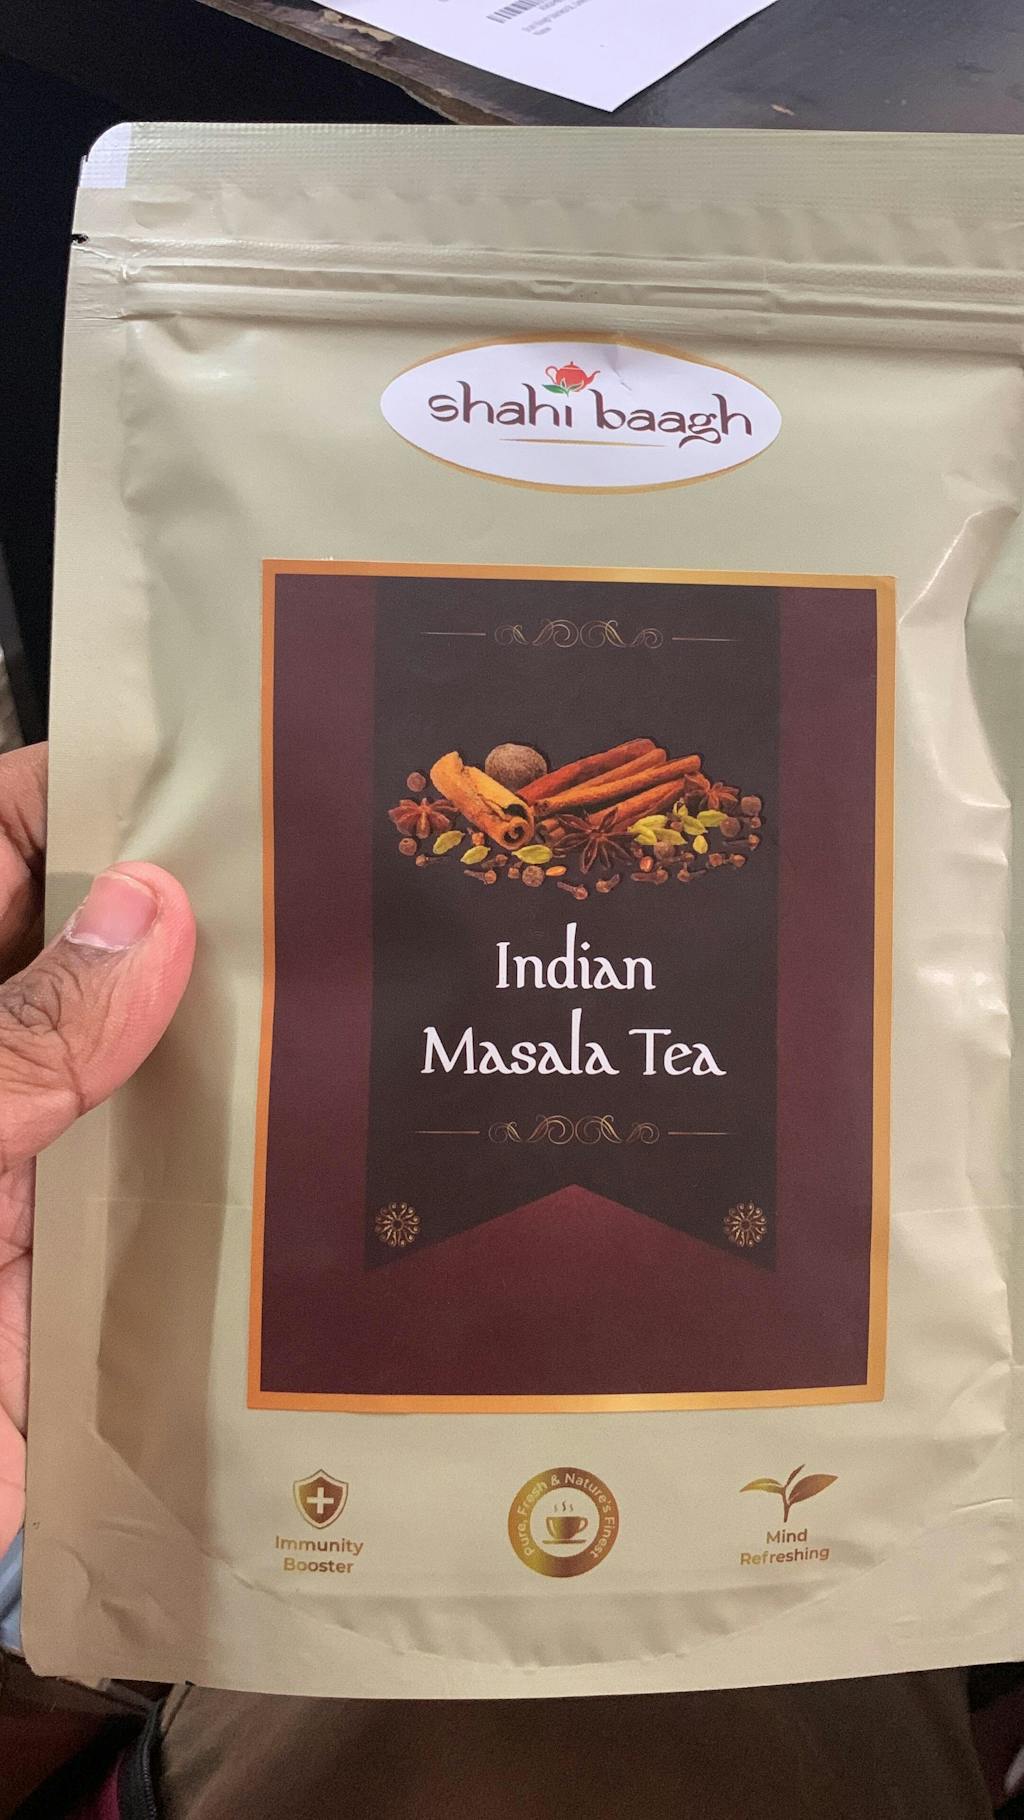 shahi baagh
Indian
Masala Tea
Immunity
Booster
Pure, Fresh & Nature's Finest
Mind
Refreshing